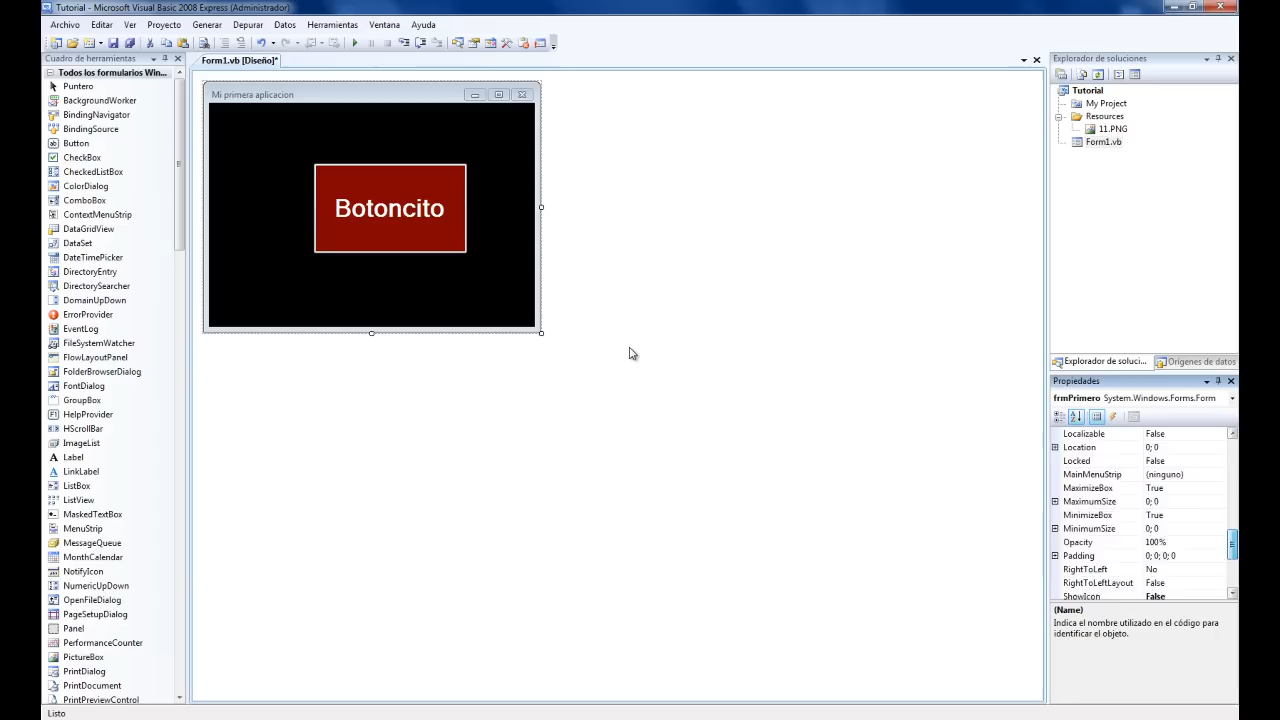 Tutorial - Microsoft Visual Basic 2008 Express (Administrador)
Archivo Editar Ver Proyecto Generar Depurar Datos Herramientas Ventana Ayuda
Cuadro de herramientas
Todos los formularios Win...
Puntero
BackgroundWorker
BindingNavigator
BindingSource
Button
CheckBox
CheckedListBox
ColorDialog
ComboBox
ContextMenuStrip
DataGridView
DataSet
DateTimePicker
DirectoryEntry
DirectorySearcher
DomainUpDown
ErrorProvider
EventLog
FileSystemWatcher
FlowLayoutPanel
FolderBrowserDialog
FontDialog
GroupBox
HelpProvider
HScrollBar
ImageList
Label
LinkLabel
ListBox
ListView
MaskedTextBox
MenuStrip
MessageQueue
MonthCalendar
NotifyIcon
NumericUpDown
OpenFileDialog
PageSetupDialog
Panel
PerformanceCounter
PictureBox
PrintDialog
PrintDocument
PrintPreviewControl
Form1.vb [Diseño]*
Mi primera aplicacion
Botoncito
Explorador de soluciones
Tutorial
My Project
Resources
11.PNG
Form1.vb
Explorador de soluci... Orígenes de datos
Propiedades
frmPrimero System.Windows.Forms.Form
Localizable False
Location 0; 0
Locked False
MainMenuStrip (ninguno)
MaximizeBox True
MaximumSize 0; 0
MinimizeBox True
MinimumSize 0; 0
Opacity 100%
Padding 0; 0; 0; 0
RightToLeft No
RightToLeftLayout False
ShowIcon False
(Name)
Indica el nombre utilizado en el código para
identificar el objeto.
Listo